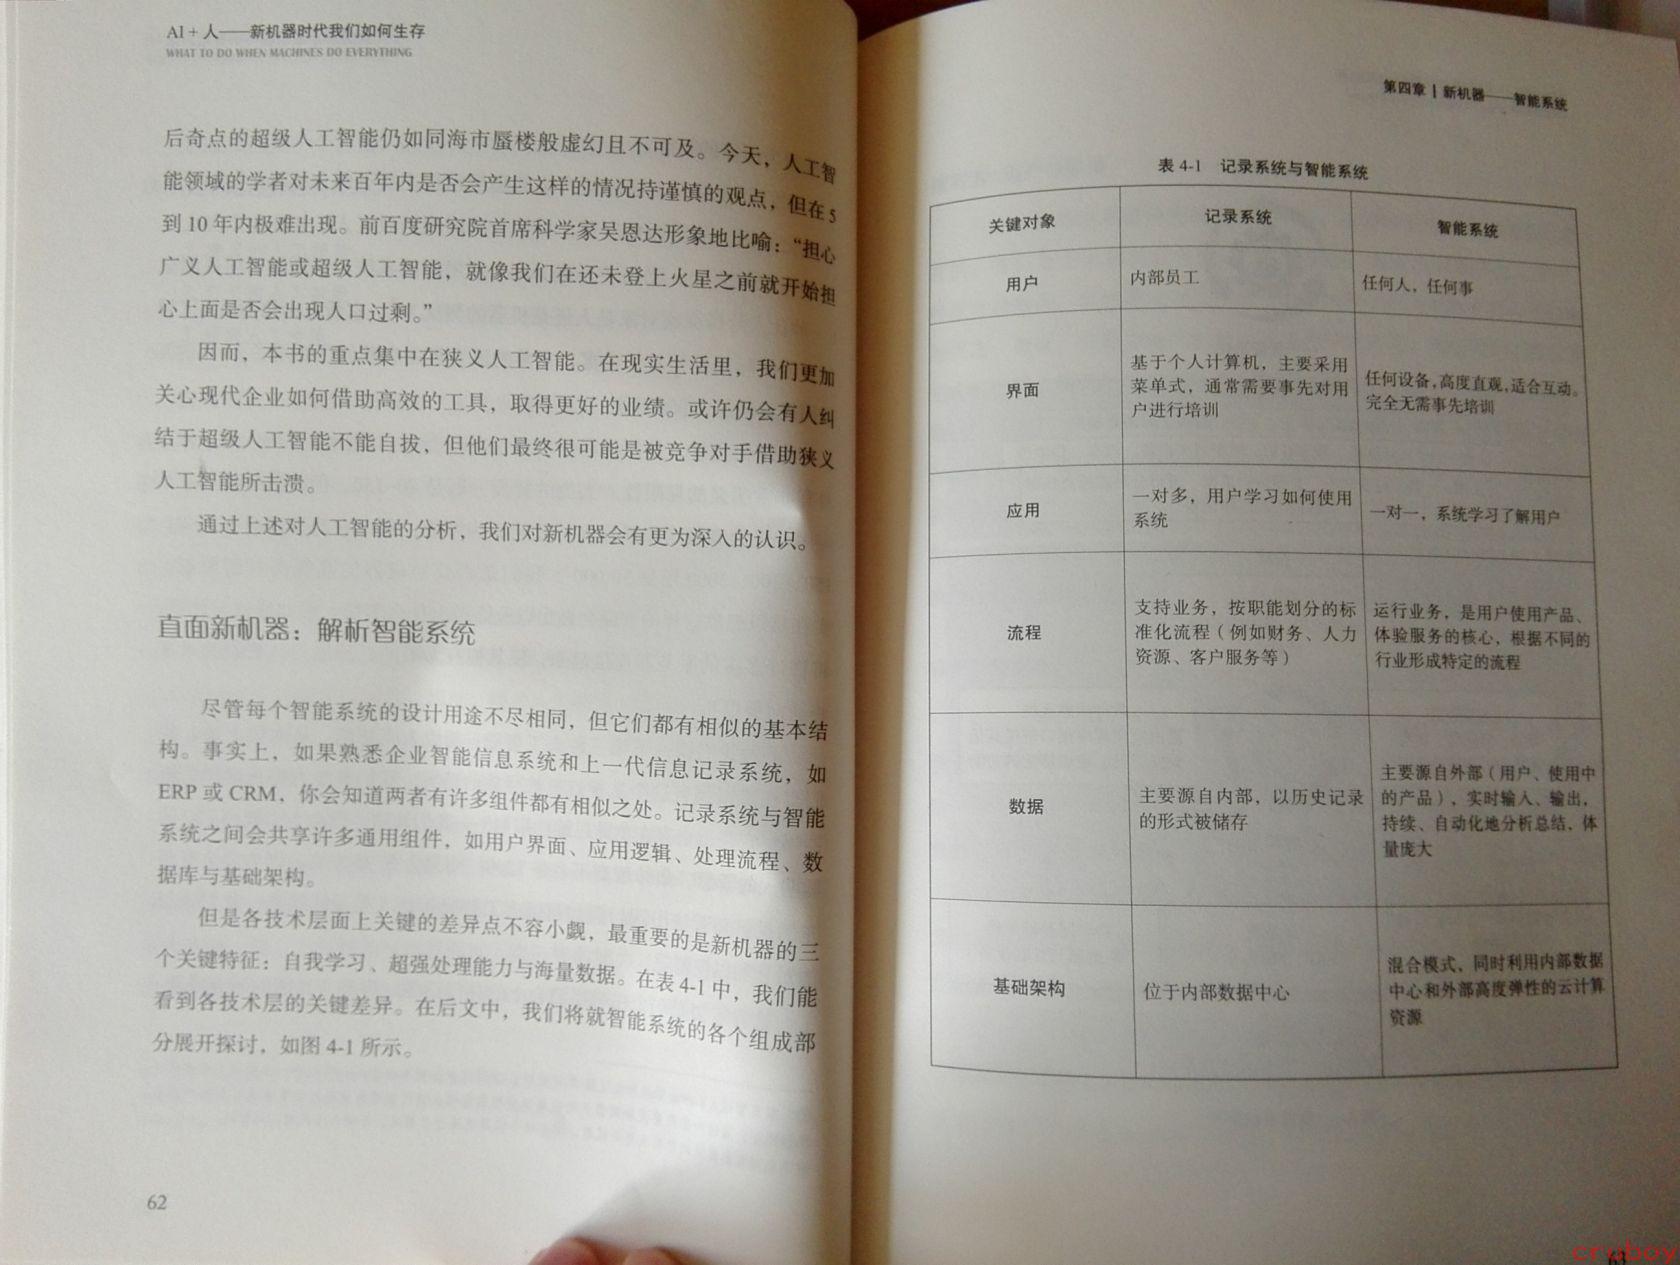 AI + 人——新机器时代我们如何生存
WHAT TO DO WHEN MACHINES DO EVERYTHING
后奇点的超级人工智能仍如同海市蜃楼般虚幻且不可及。今天，人工智
能领域的学者对未来百年内是否会产生这样的情况持谨慎的观点，但在 5
到 10 年内极难出现。前百度研究院首席科学家吴恩达形象地比喻：“担心
广义人工智能或超级人工智能，就像我们在还未登上火星之前就开始担
心上面是否会出现人口过剩。”
因而，本书的重点集中在狭义人工智能。在现实生活里，我们更加
关心现代企业如何借助高效的工具，取得更好的业绩。或许仍会有人纠
结于超级人工智能不能自拔，但他们最终很可能是被竞争对手借助狭义
人工智能所击溃。
通过上述对人工智能的分析，我们对新机器会有更为深入的认识。
直面新机器：解析智能系统
尽管每个智能系统的设计用途不尽相同，但它们都有相似的基本结
构。事实上，如果熟悉企业智能信息系统和上一代信息记录系统，如
ERP 或 CRM，你会知道两者有许多组件都有相似之处。记录系统与智能
系统之间会共享许多通用组件，如用户界面、应用逻辑、处理流程、数
据库与基础架构。
但是各技术层面上关键的差异点不容小觑，最重要的是新机器的三
个关键特征：自我学习、超强处理能力与海量数据。在表 4-1 中，我们能
看到各技术层的关键差异。在后文中，我们将就智能系统的各个组成部
分展开探讨，如图 4-1 所示。
62
第四章 | 新机器——智能系统
表 4-1 记录系统与智能系统
关键对象
记录系统
智能系统
用户
内部员工
任何人，任何事
界面
基于个人计算机，主要采用
菜单式，通常需要事先对用
户进行培训
任何设备，高度直观，适合互动。
完全无需事先培训
应用
一对多，用户学习如何使用
系统
一对一，系统学习了解用户
流程
支持业务，按职能划分的标
准化流程（例如财务、人力
资源、客户服务等）
运行业务，是用户使用产品、
体验服务的核心，根据不同的
行业形成特定的流程
数据
主要源自内部，以历史记录
的形式被储存
主要源自外部（用户、使用中
的产品），实时输入、输出，
持续、自动化地分析总结，体
量庞大
基础架构
位于内部数据中心
混合模式，同时利用内部数据
中心和外部高度弹性的云计算
资源
63
cruboy